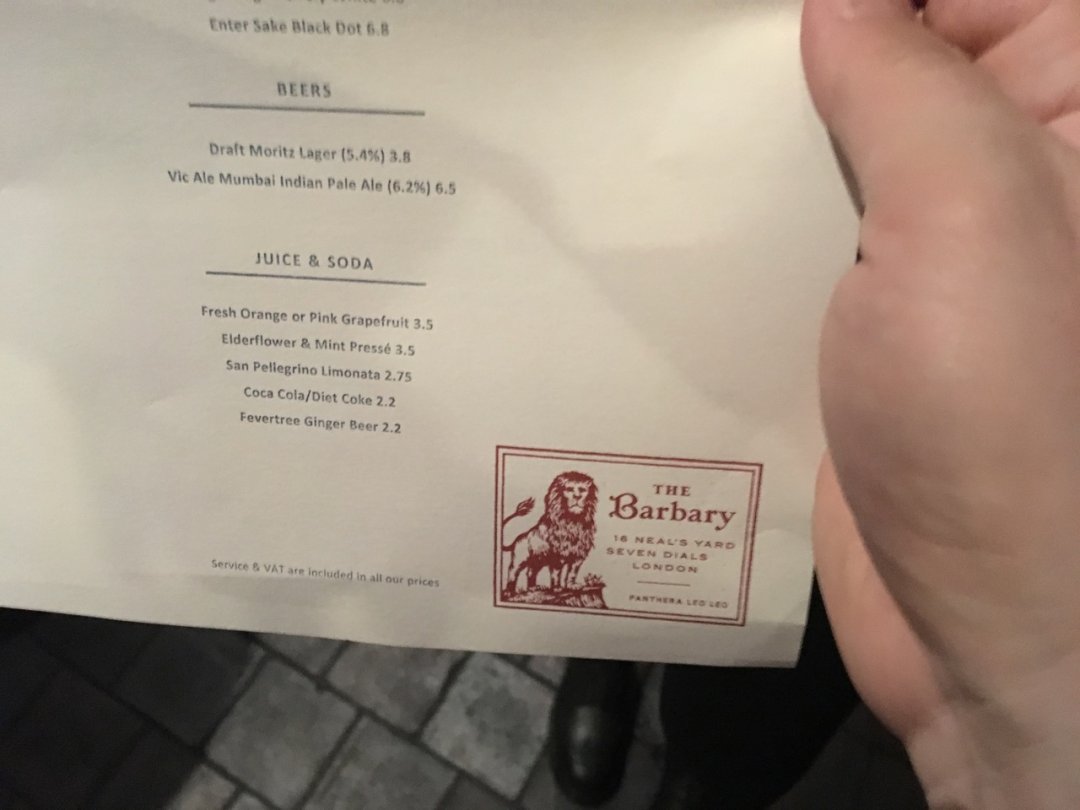 Enter Sake Black Dot 6.8
BEERS
Draft Moritz Lager (5.4%) 3.8
Vic Ale Mumbai Indian Pale Ale (6.2%) 6.5
JUICE & SODA
Fresh Orange or Pink Grapefruit 3.5
Elderflower & Mint Pressé 3.5
San Pellegrino Limonata 2.75
Coca Cola/Diet Coke 2.2
Fevertree Ginger Beer 2.2
Service & VAT are included in all our prices
THE
Barbary
16 NEAL'S YARD
SEVEN DIALS
LONDON
PANTHERA LEO LEO